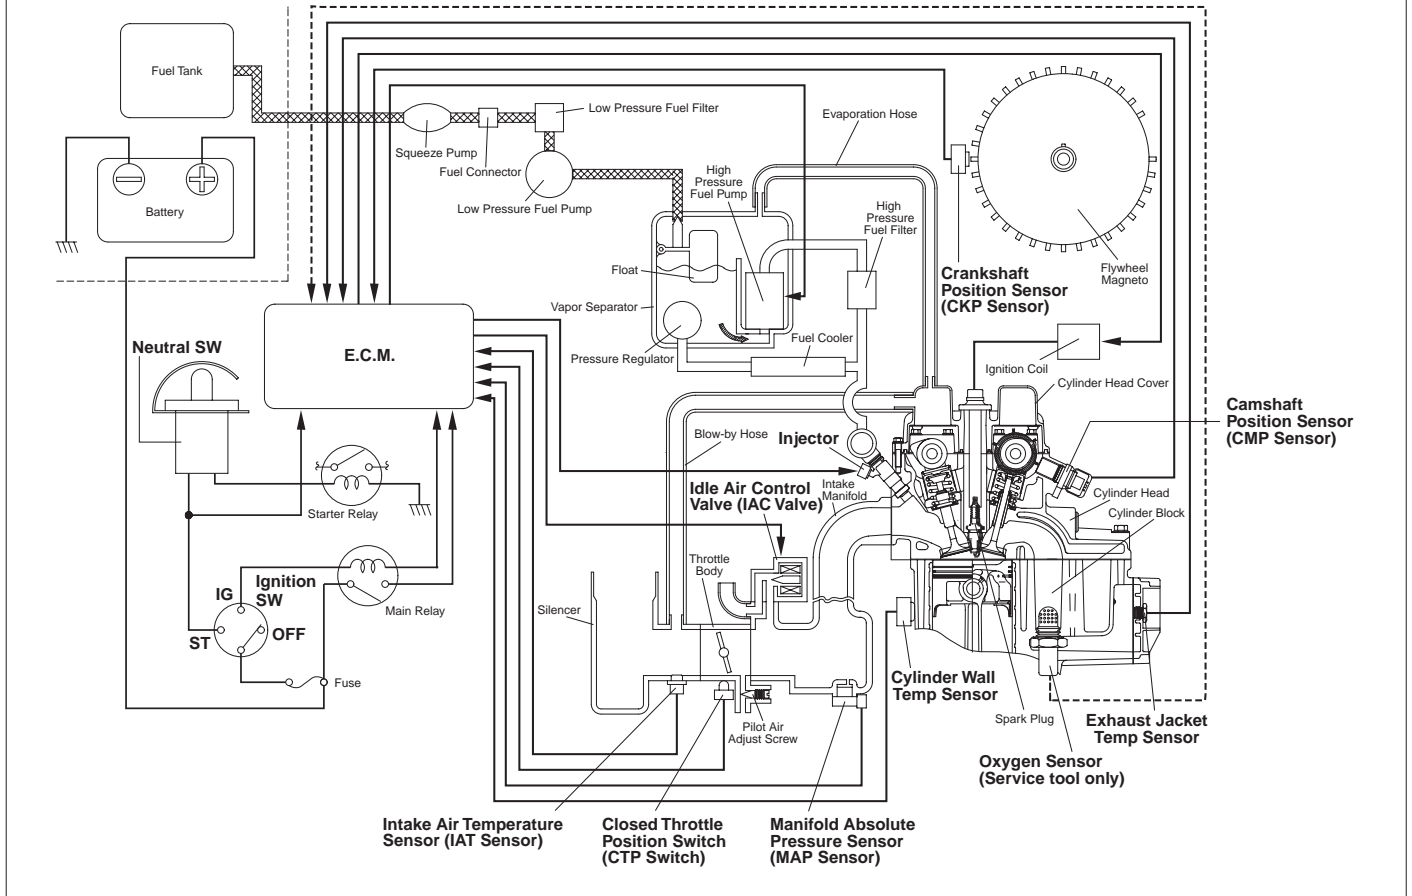 Fuel Tank
Low Pressure Fuel Filter
Evaporation Hose
Squeeze Pump
Fuel Connector
High
Pressure
Fuel Pump
Battery
Low Pressure Fuel Pump
High
Pressure
Fuel Filter
Float
Crankshaft
Position Sensor
(CKP Sensor)
Flywheel
Magneto
Vapor Separator
Neutral SW
E.C.M.
Fuel Cooler
Pressure Regulator
Ignition Coil
Cylinder Head Cover
Camshaft
Position Sensor
(CMP Sensor)
Blow-by Hose
Injector
Idle Air Control
Valve (IAC Valve)
Intake
Manifold
Cylinder Head
Cylinder Block
Starter Relay
Throttle
Body
IG
Ignition
SW
Main Relay
Silencer
ST
OFF
Fuse
Cylinder Wall
Temp Sensor
Pilot Air
Adjust Screw
Spark Plug
Exhaust Jacket
Temp Sensor
Oxygen Sensor
(Service tool only)
Intake Air Temperature
Sensor (IAT Sensor)
Closed Throttle
Position Switch
(CTP Switch)
Manifold Absolute
Pressure Sensor
(MAP Sensor)